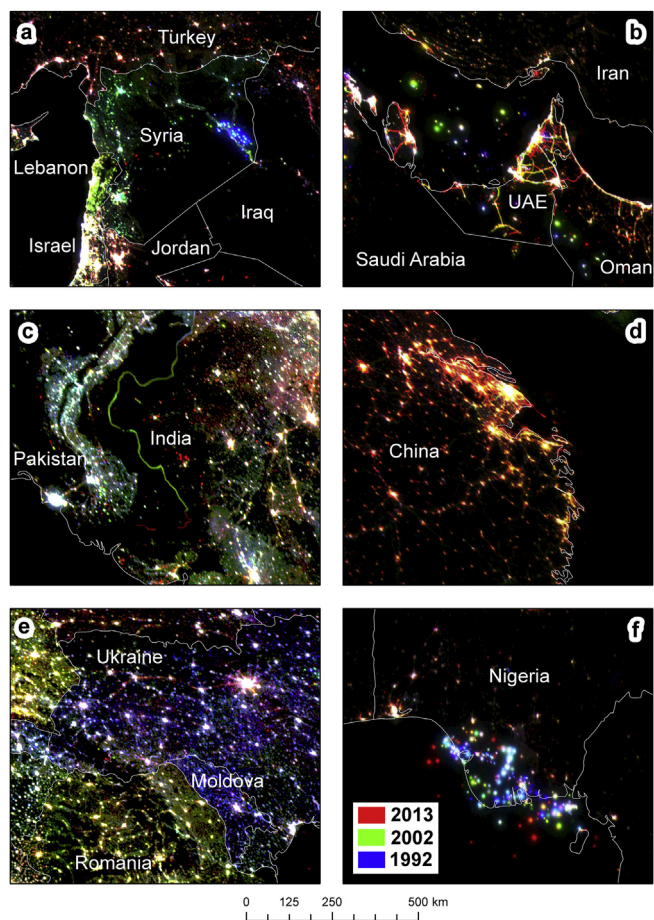 a
Turkey
Syria
Lebanon
Iraq
Israel
Jordan
b
Iran
UAE
Saudi Arabia
Oman
c
India
Pakistan
d
China
e
Ukraine
Moldova
Romania
f
Nigeria
2013
2002
1992
0 125 250 500 km